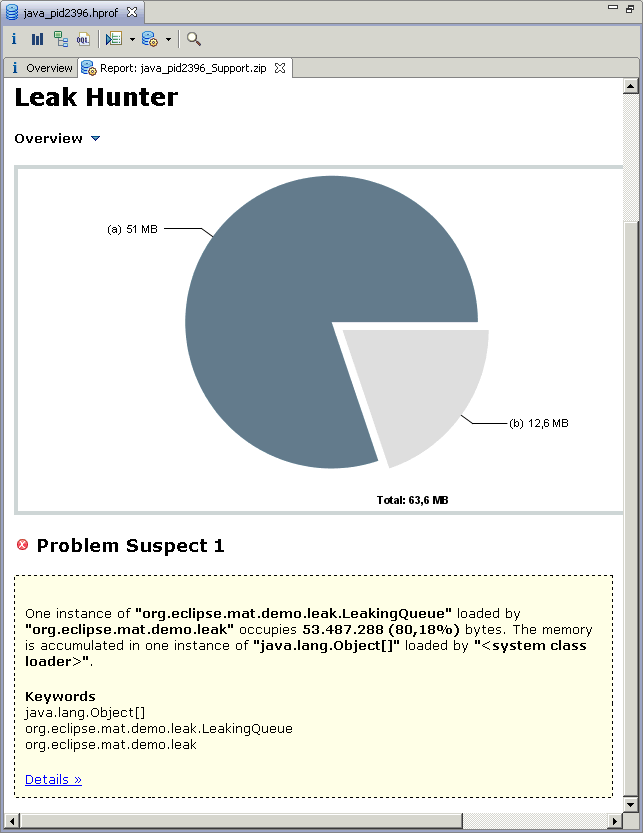 java_pid2396.hprof
i
OQL
i Overview
Report: java_pid2396_Support.zip
Leak Hunter
Overview
(a) 51 MB
(b) 12,6 MB
Total: 63,6 MB
Problem Suspect 1
One instance of "org.eclipse.mat.demo.leak.LeakingQueue" loaded by
"org.eclipse.mat.demo.leak" occupies 53.487.288 (80,18%) bytes. The memory
is accumulated in one instance of "java.lang.Object[]" loaded by "<system class
loader>".
Keywords
java.lang.Object[]
org.eclipse.mat.demo.leak.LeakingQueue
org.eclipse.mat.demo.leak
Details »